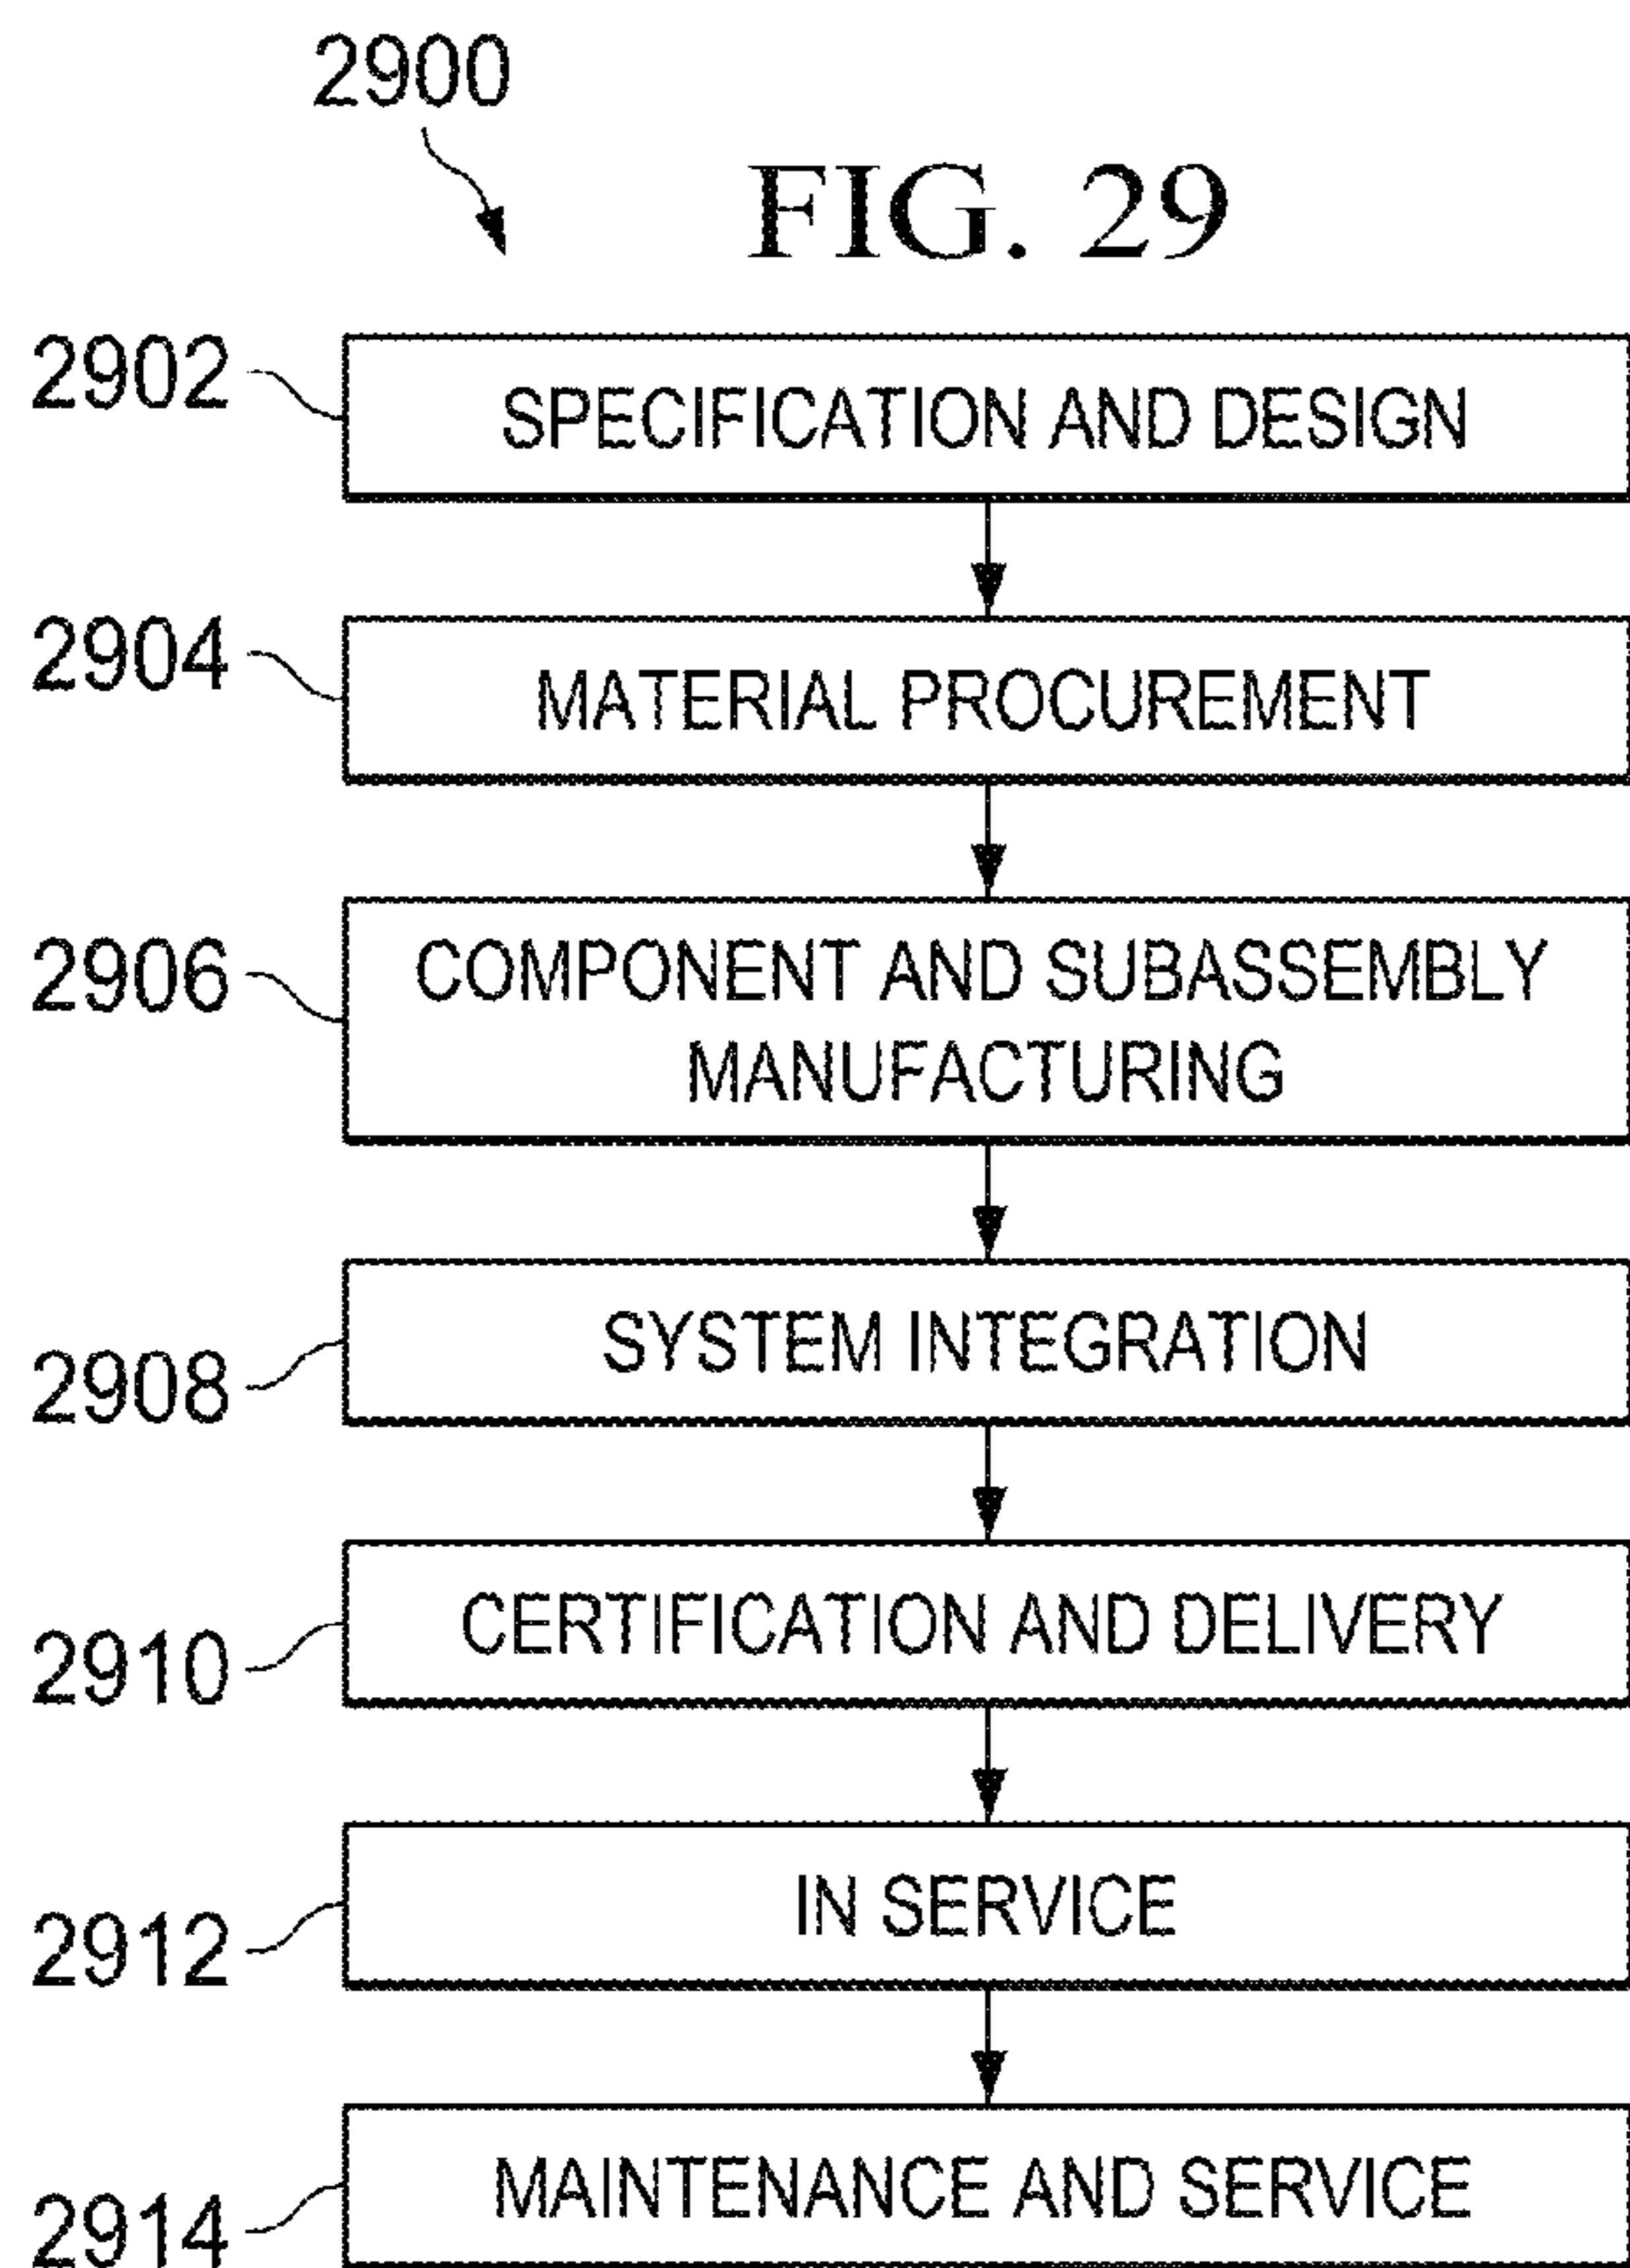 2900
FIG. 29
2902
SPECIFICATION AND DESIGN
2904
MATERIAL PROCUREMENT
2906
COMPONENT AND SUBASSEMBLY
MANUFACTURING
2908
SYSTEM INTEGRATION
2910
CERTIFICATION AND DELIVERY
2912
IN SERVICE
2914
MAINTENANCE AND SERVICE